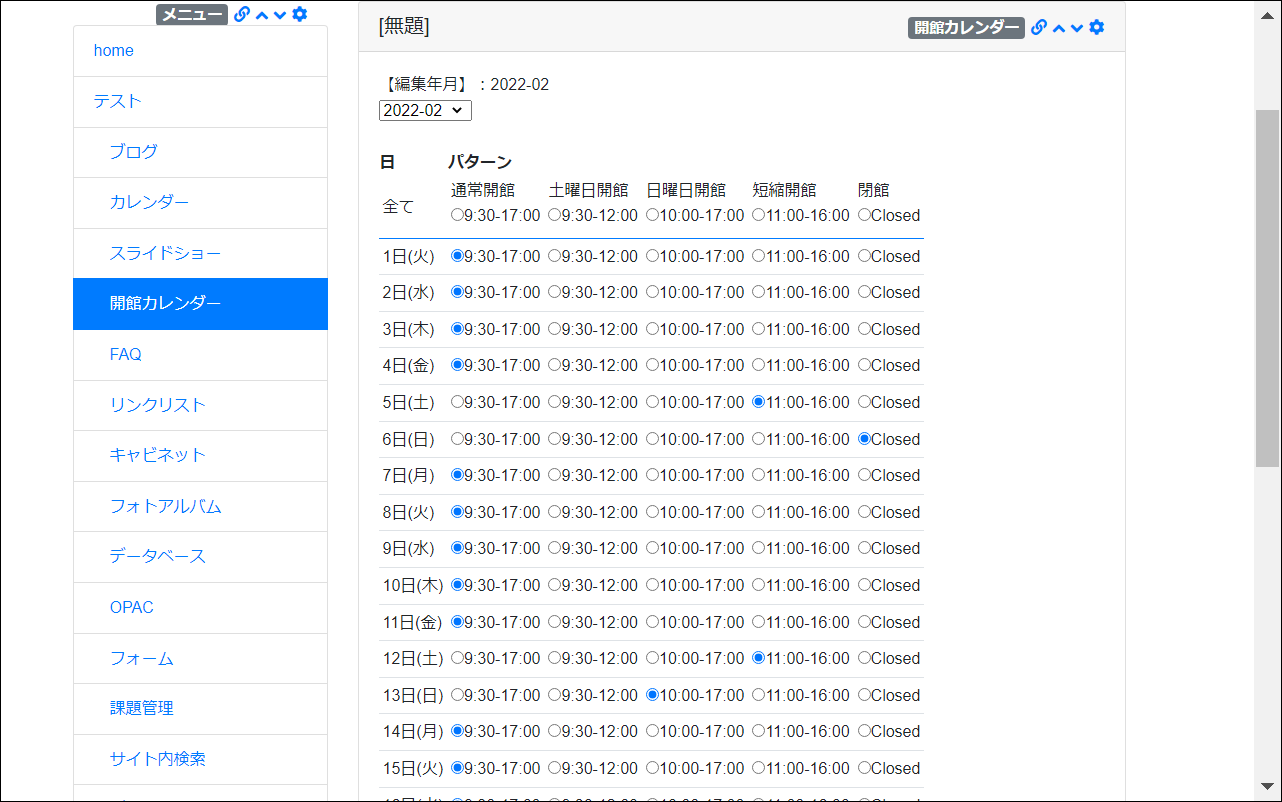 メニュー
home
テスト
ブログ
カレンダー
スライドショー
開館カレンダー
FAQ
リンクリスト
キャビネット
フォトアルバム
データベース
OPAC
フォーム
課題管理
サイト内検索
[無題]
開館カレンダー
【編集年月】：2022-02
2022-02
日 パターン
通常開館 土曜日開館 日曜日開館 短縮開館 閉館
全て 9:30-17:00 9:30-12:00 10:00-17:00 11:00-16:00 Closed
1日(火) 9:30-17:00 9:30-12:00 10:00-17:00 11:00-16:00 Closed
2日(水) 9:30-17:00 9:30-12:00 10:00-17:00 11:00-16:00 Closed
3日(木) 9:30-17:00 9:30-12:00 10:00-17:00 11:00-16:00 Closed
4日(金) 9:30-17:00 9:30-12:00 10:00-17:00 11:00-16:00 Closed
5日(土) 9:30-17:00 9:30-12:00 10:00-17:00 11:00-16:00 Closed
6日(日) 9:30-17:00 9:30-12:00 10:00-17:00 11:00-16:00 Closed
7日(月) 9:30-17:00 9:30-12:00 10:00-17:00 11:00-16:00 Closed
8日(火) 9:30-17:00 9:30-12:00 10:00-17:00 11:00-16:00 Closed
9日(水) 9:30-17:00 9:30-12:00 10:00-17:00 11:00-16:00 Closed
10日(木) 9:30-17:00 9:30-12:00 10:00-17:00 11:00-16:00 Closed
11日(金) 9:30-17:00 9:30-12:00 10:00-17:00 11:00-16:00 Closed
12日(土) 9:30-17:00 9:30-12:00 10:00-17:00 11:00-16:00 Closed
13日(日) 9:30-17:00 9:30-12:00 10:00-17:00 11:00-16:00 Closed
14日(月) 9:30-17:00 9:30-12:00 10:00-17:00 11:00-16:00 Closed
15日(火) 9:30-17:00 9:30-12:00 10:00-17:00 11:00-16:00 Closed